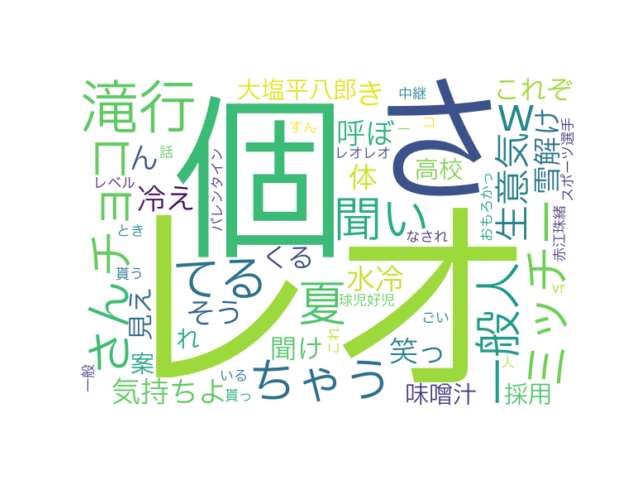 滝行
大塩平八郎
き
中継
これぞ
個
さ
すん
呼ぼ
レオレオ
ー
コ
高校
生意気
w
雪解け
スポーツ選手
チョコ
ん
話
レベル
冷え
バレンタイン
体
聞い
なされ
おもろかっ
赤江珠緒
さん
とき
貰う
てる
くる
水冷
レオ
夏
球児好児
一般人
ミッチー
vr
見え
そう
れ
案
聞け
これ
ごい
笑っ
人
一般
気持ちよ
いる
貰っ
ちゃう
味噌汁
採用